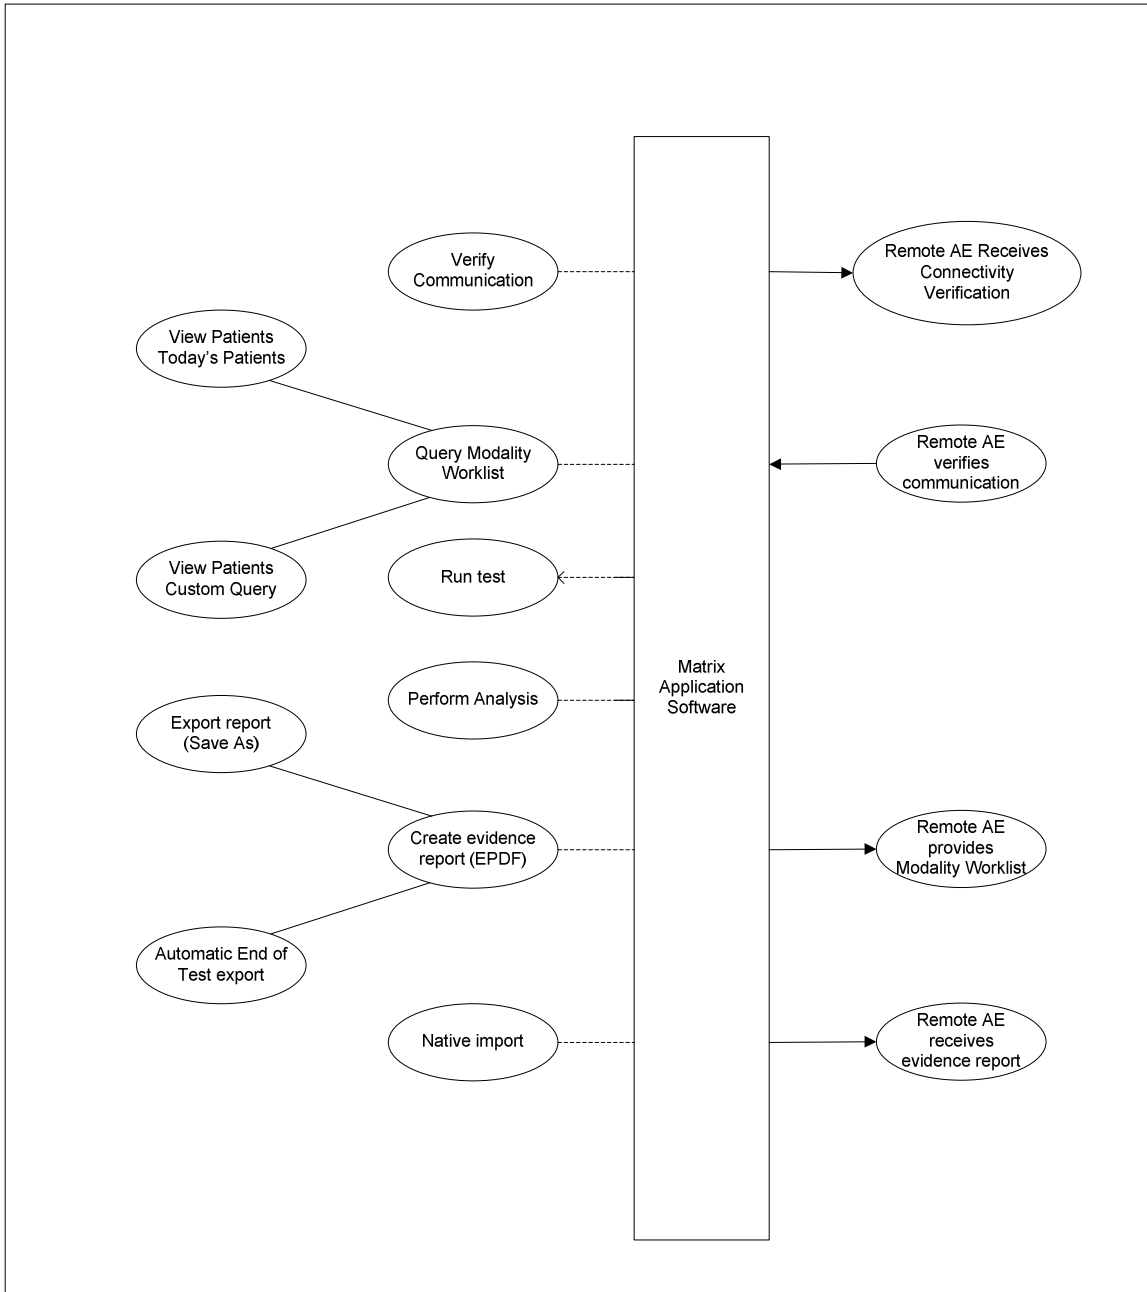 Verify
Communication
Remote AE Receives
Connectivity
Verification
View Patients
Today's Patients
Query Modality
Worklist
Remote AE
verifies
communication
View Patients
Custom Query
Run test
Matrix
Application
Software
Perform Analysis
Export report
(Save As)
Create evidence
report (EPDF)
Remote AE
provides
Modality Worklist
Automatic End of
Test export
Native import
Remote AE
receives
evidence report